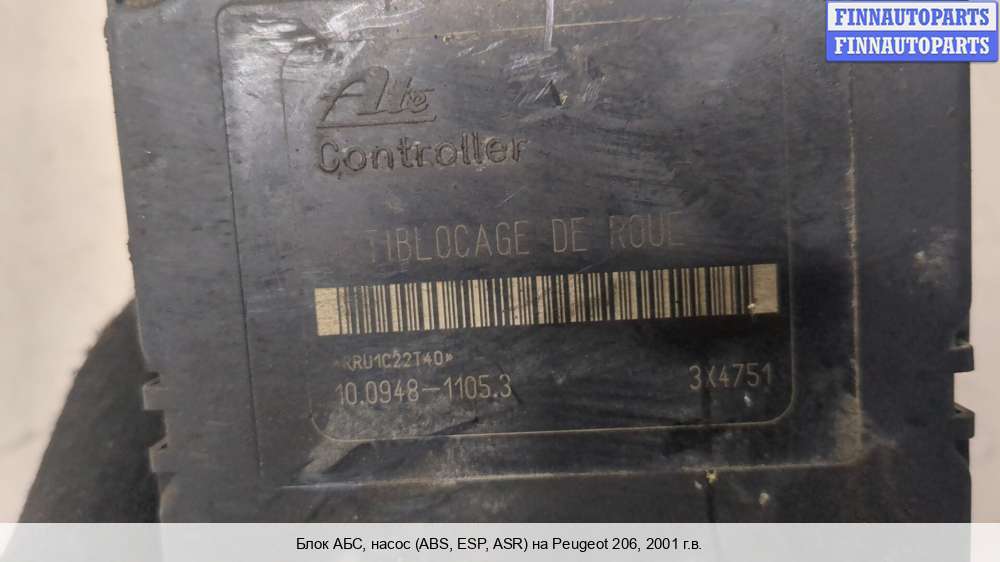 FINNAUTOPARTS
FINNAUTOPARTS
Ate
Controller
TIBLOCAGE DE ROUE
*RRU1C22T40*
10.0948-1105.3
3X4751
Блок АБС, насос (ABS, ESP, ASR) на Peugeot 206, 2001 г.в.